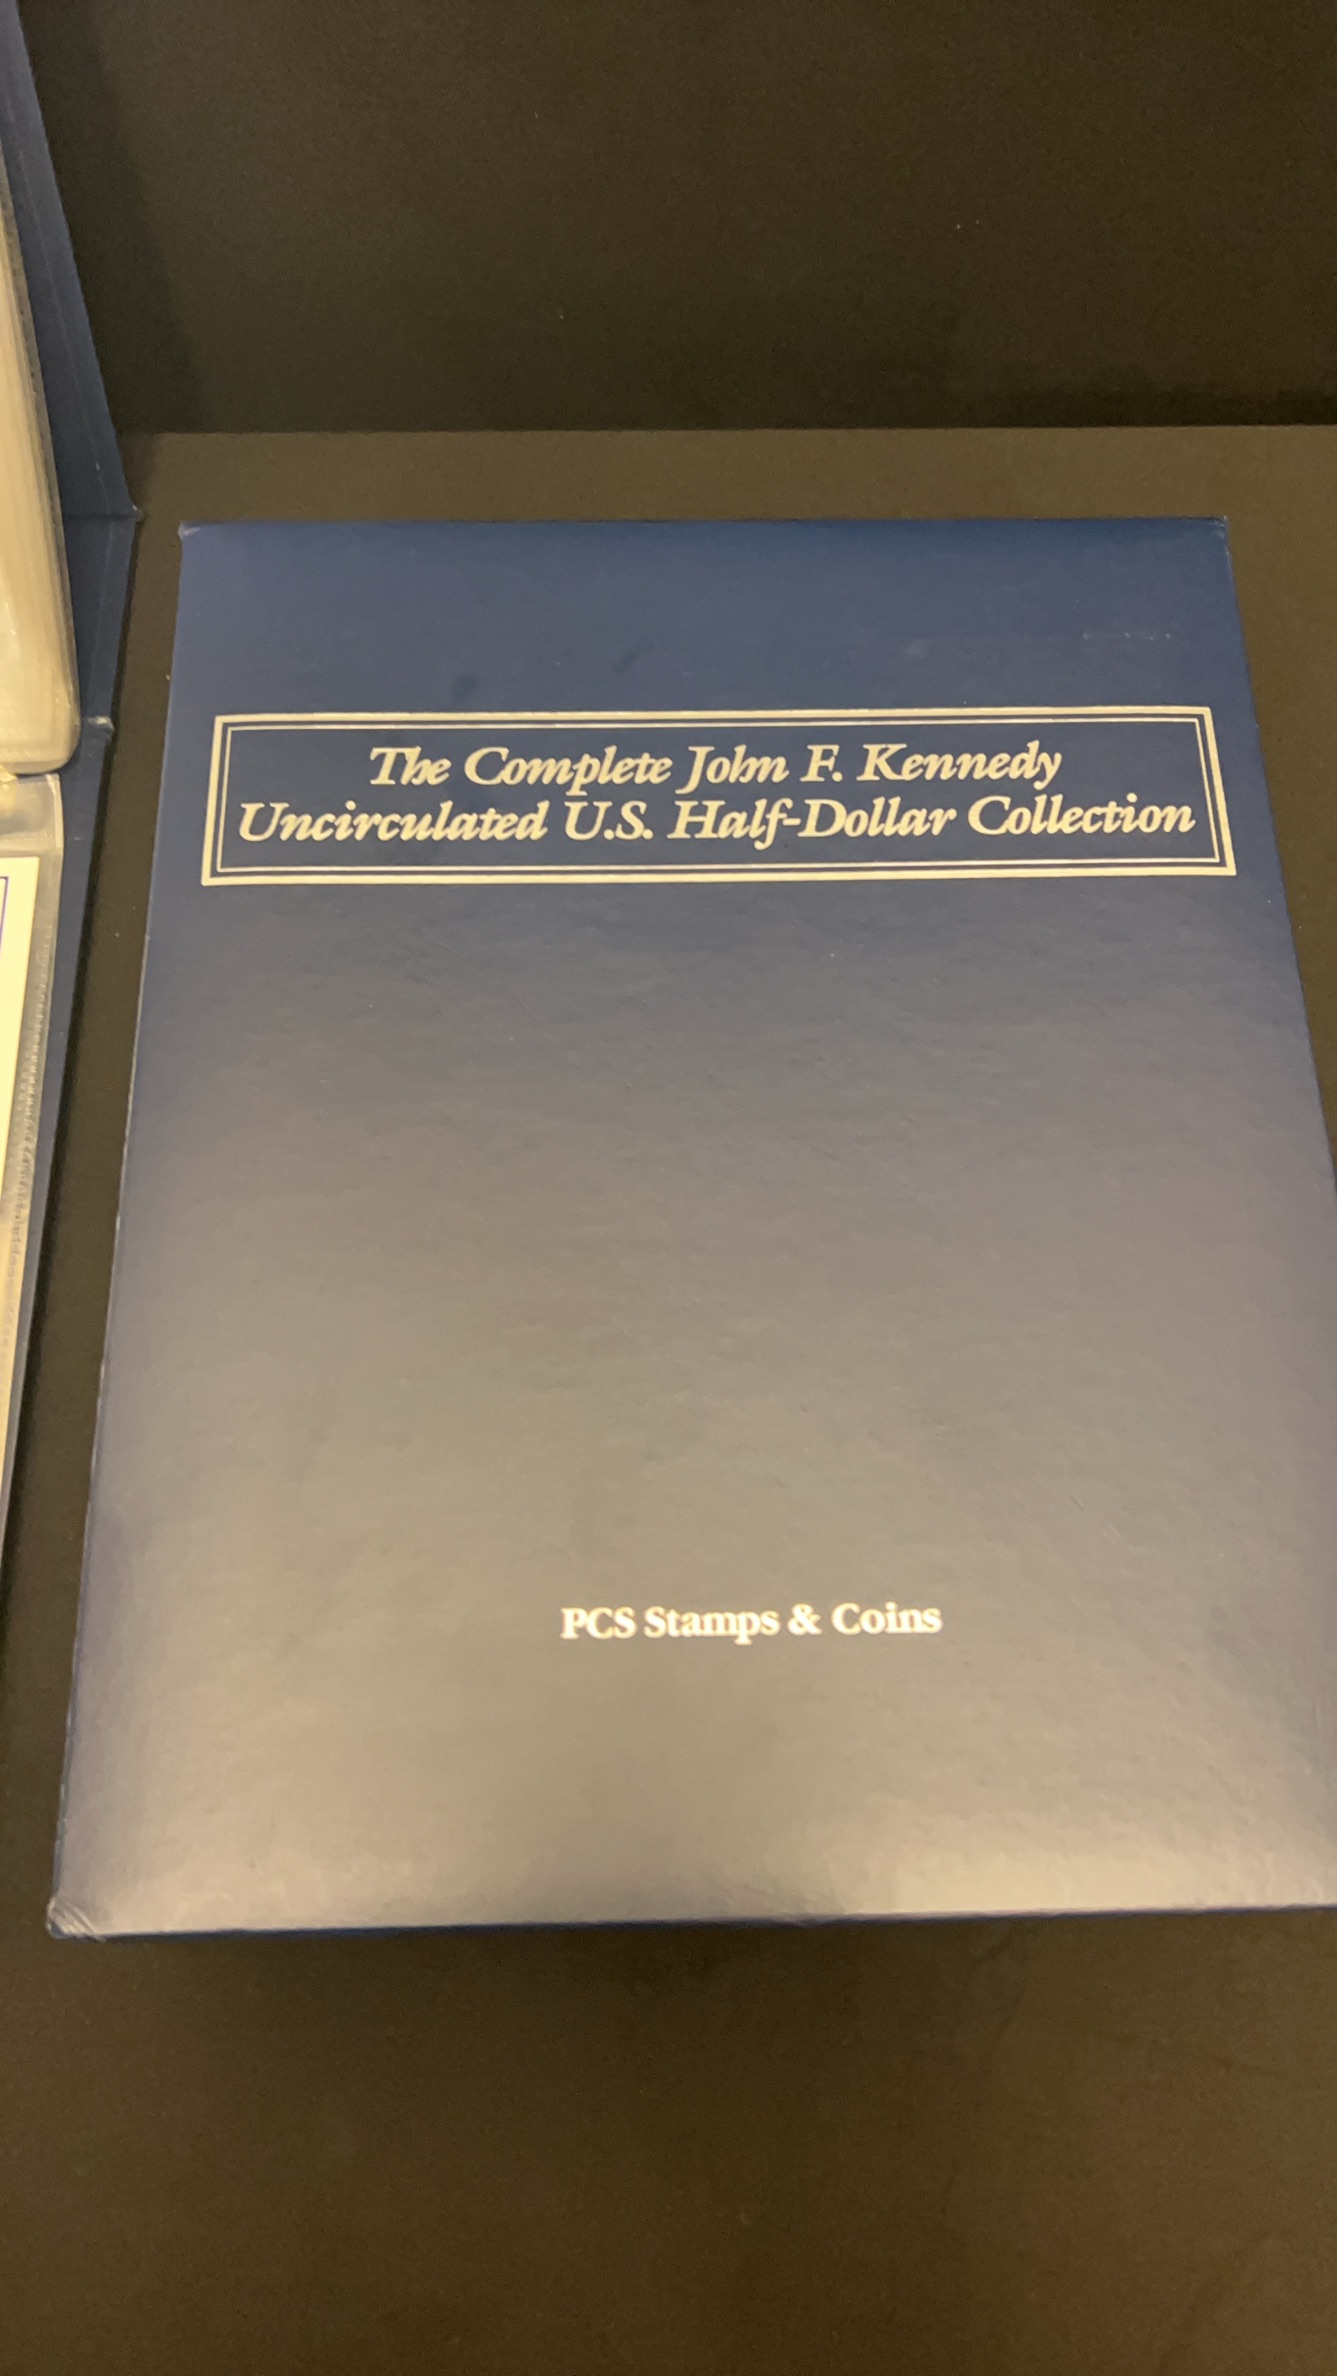 The Complete John F. Kennedy
Uncirculated U.S. Half-Dollar Collection
PCS Stamps & Coins